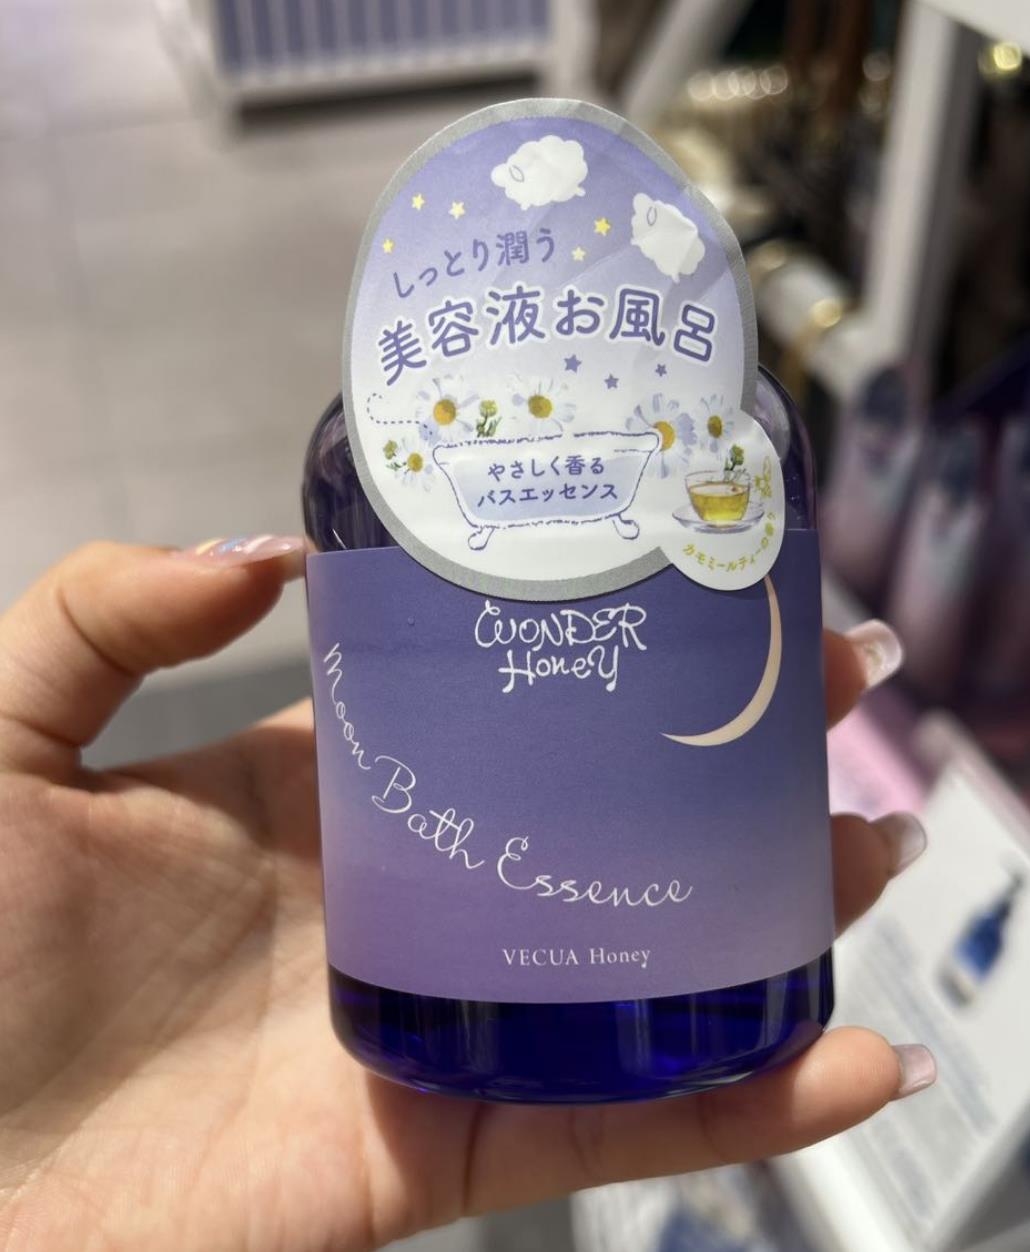 しっとり潤う
美容液お風呂
やさしく香る
バスエッセンス
カモミールティーの香り
WONDER
HoneY
Moon Bath Essence
VECUA Honey